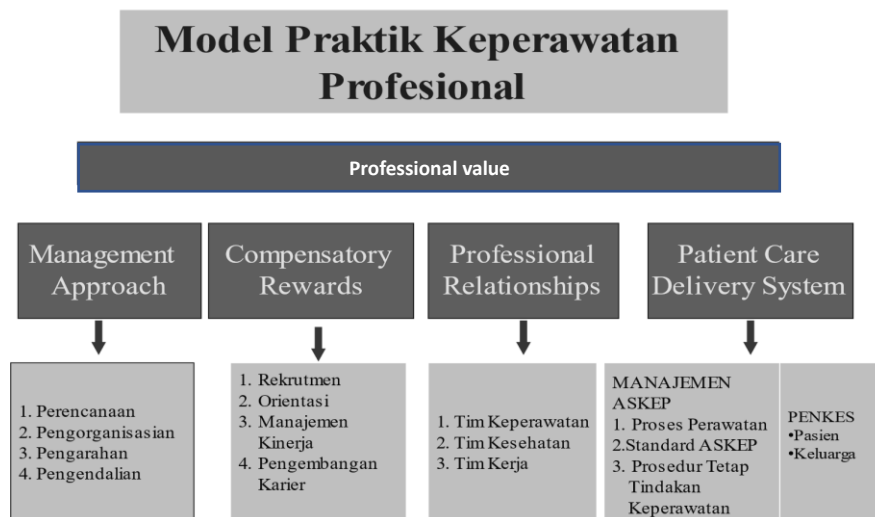 Model Praktik Keperawatan
Profesional
Professional value
Management
Approach
Compensatory
Rewards
Professional
Relationships
Patient Care
Delivery System
1. Perencanaan
2. Pengorganisasian
3. Pengarahan
4. Pengendalian
1. Rekrutmen
2. Orientasi
3. Manajemen
Kinerja
4. Pengembangan
Karier
1. Tim Keperawatan
2. Tim Kesehatan
3. Tim Kerja
MANAJEMEN
ASKEP
1. Proses Perawatan
2.Standard ASKEP
3. Prosedur Tetap
Tindakan
Keperawatan
PENKES
•Pasien
•Keluarga